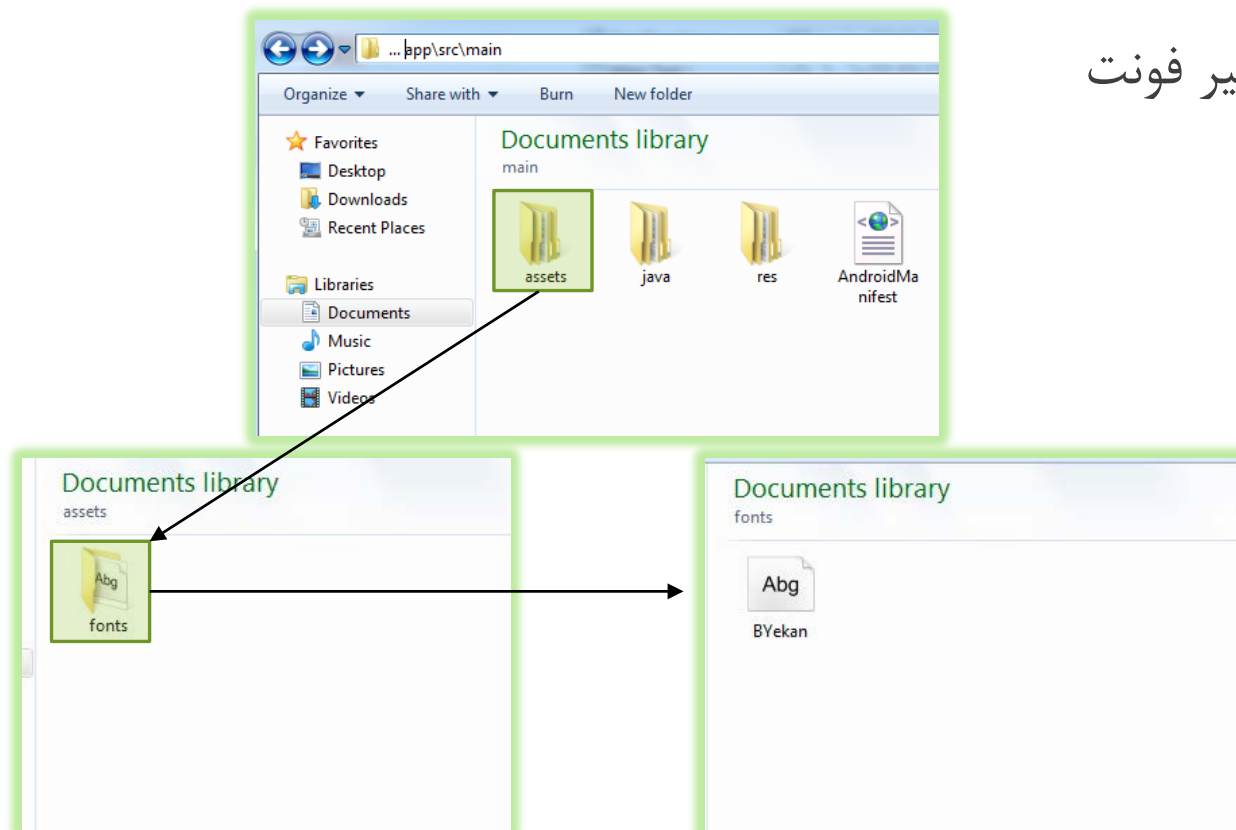 یر فونت
... app\src\main
Organize Share with Burn New folder
Favorites
Desktop
Downloads
Recent Places
Libraries
Documents
Music
Pictures
Videos
Documents library
main
assets java res AndroidMa
nifest
Documents library
assets
Abg
fonts
Documents library
fonts
Abg
BYekan